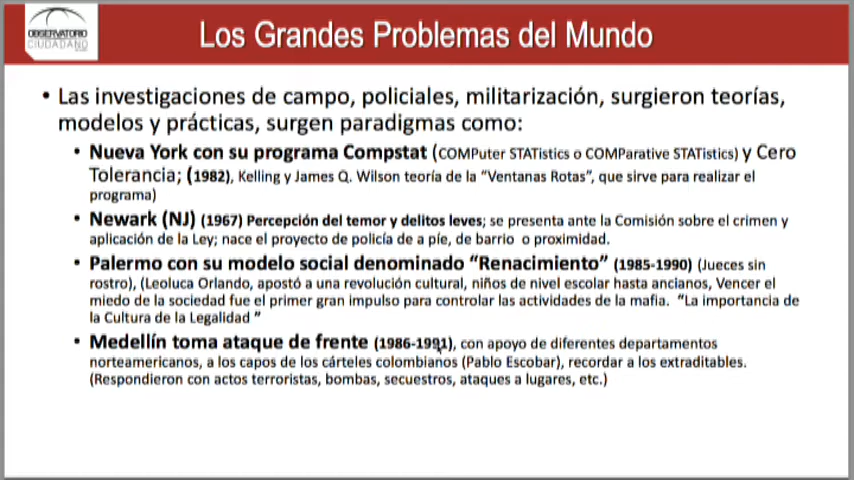 OBSERVATORIO
CIUDADANO
Los Grandes Problemas del Mundo
• Las investigaciones de campo, policiales, militarización, surgieron teorías,
modelos y prácticas, surgen paradigmas como:
• Nueva York con su programa Compstat (COMPuter STATistics o COMParative STATistics) y Cero
Tolerancia; (1982), Kelling y James Q. Wilson teoría de la “Ventanas Rotas”, que sirve para realizar el
programa)
• Newark (NJ) (1967) Percepción del temor y delitos leves; se presenta ante la Comisión sobre el crimen y
aplicación de la Ley; nace el proyecto de policía de a píe, de barrio o proximidad.
• Palermo con su modelo social denominado “Renacimiento” (1985-1990) (Jueces sin
rostro), (Leoluca Orlando, apostó a una revolución cultural, niños de nivel escolar hasta ancianos, Vencer el
miedo de la sociedad fue el primer gran impulso para controlar las actividades de la mafia. “La importancia de
la Cultura de la Legalidad ”
• Medellín toma ataque de frente (1986-1991), con apoyo de diferentes departamentos
norteamericanos, a los capos de los cárteles colombianos (Pablo Escobar), recordar a los extraditables.
(Respondieron con actos terroristas, bombas, secuestros, ataques a lugares, etc.)